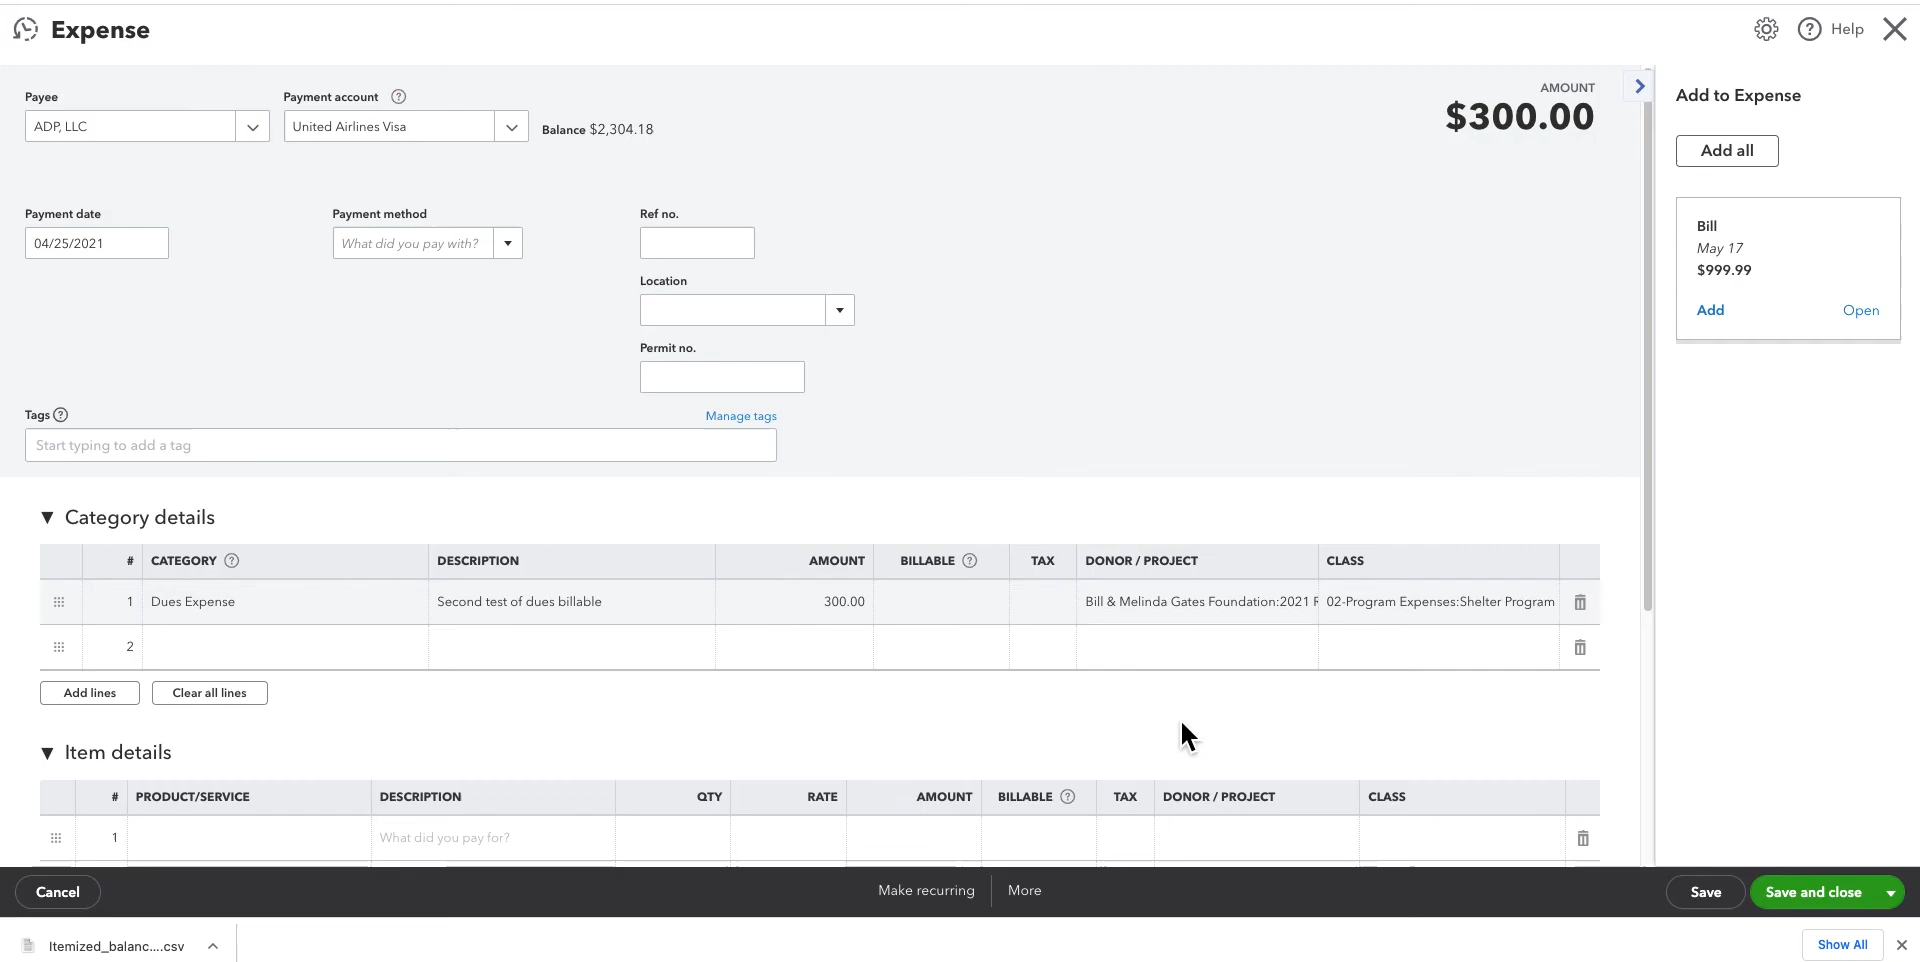 Expense
Help
Payee
Payment account
ADP, LLC
United Airlines Visa
Balance $2,304.18
AMOUNT
$300.00
Add to Expense
Add all
Bill
May 17
$999.99
Add
Open
Payment date
Payment method
Ref no.
04/25/2021
What did you pay with?
Location
Permit no.
Tags
Manage tags
Start typing to add a tag
Category details
# CATEGORY DESCRIPTION AMOUNT BILLABLE TAX DONOR / PROJECT CLASS
1 Dues Expense Second test of dues billable 300.00 Bill & Melinda Gates Foundation:2021 02-Program Expenses:Shelter Program
2
Add lines
Clear all lines
Item details
# PRODUCT/SERVICE DESCRIPTION QTY RATE AMOUNT BILLABLE TAX DONOR / PROJECT CLASS
1 What did you pay for?
Cancel
Make recurring
More
Save
Save and close
Itemized_balanc....csv
Show All